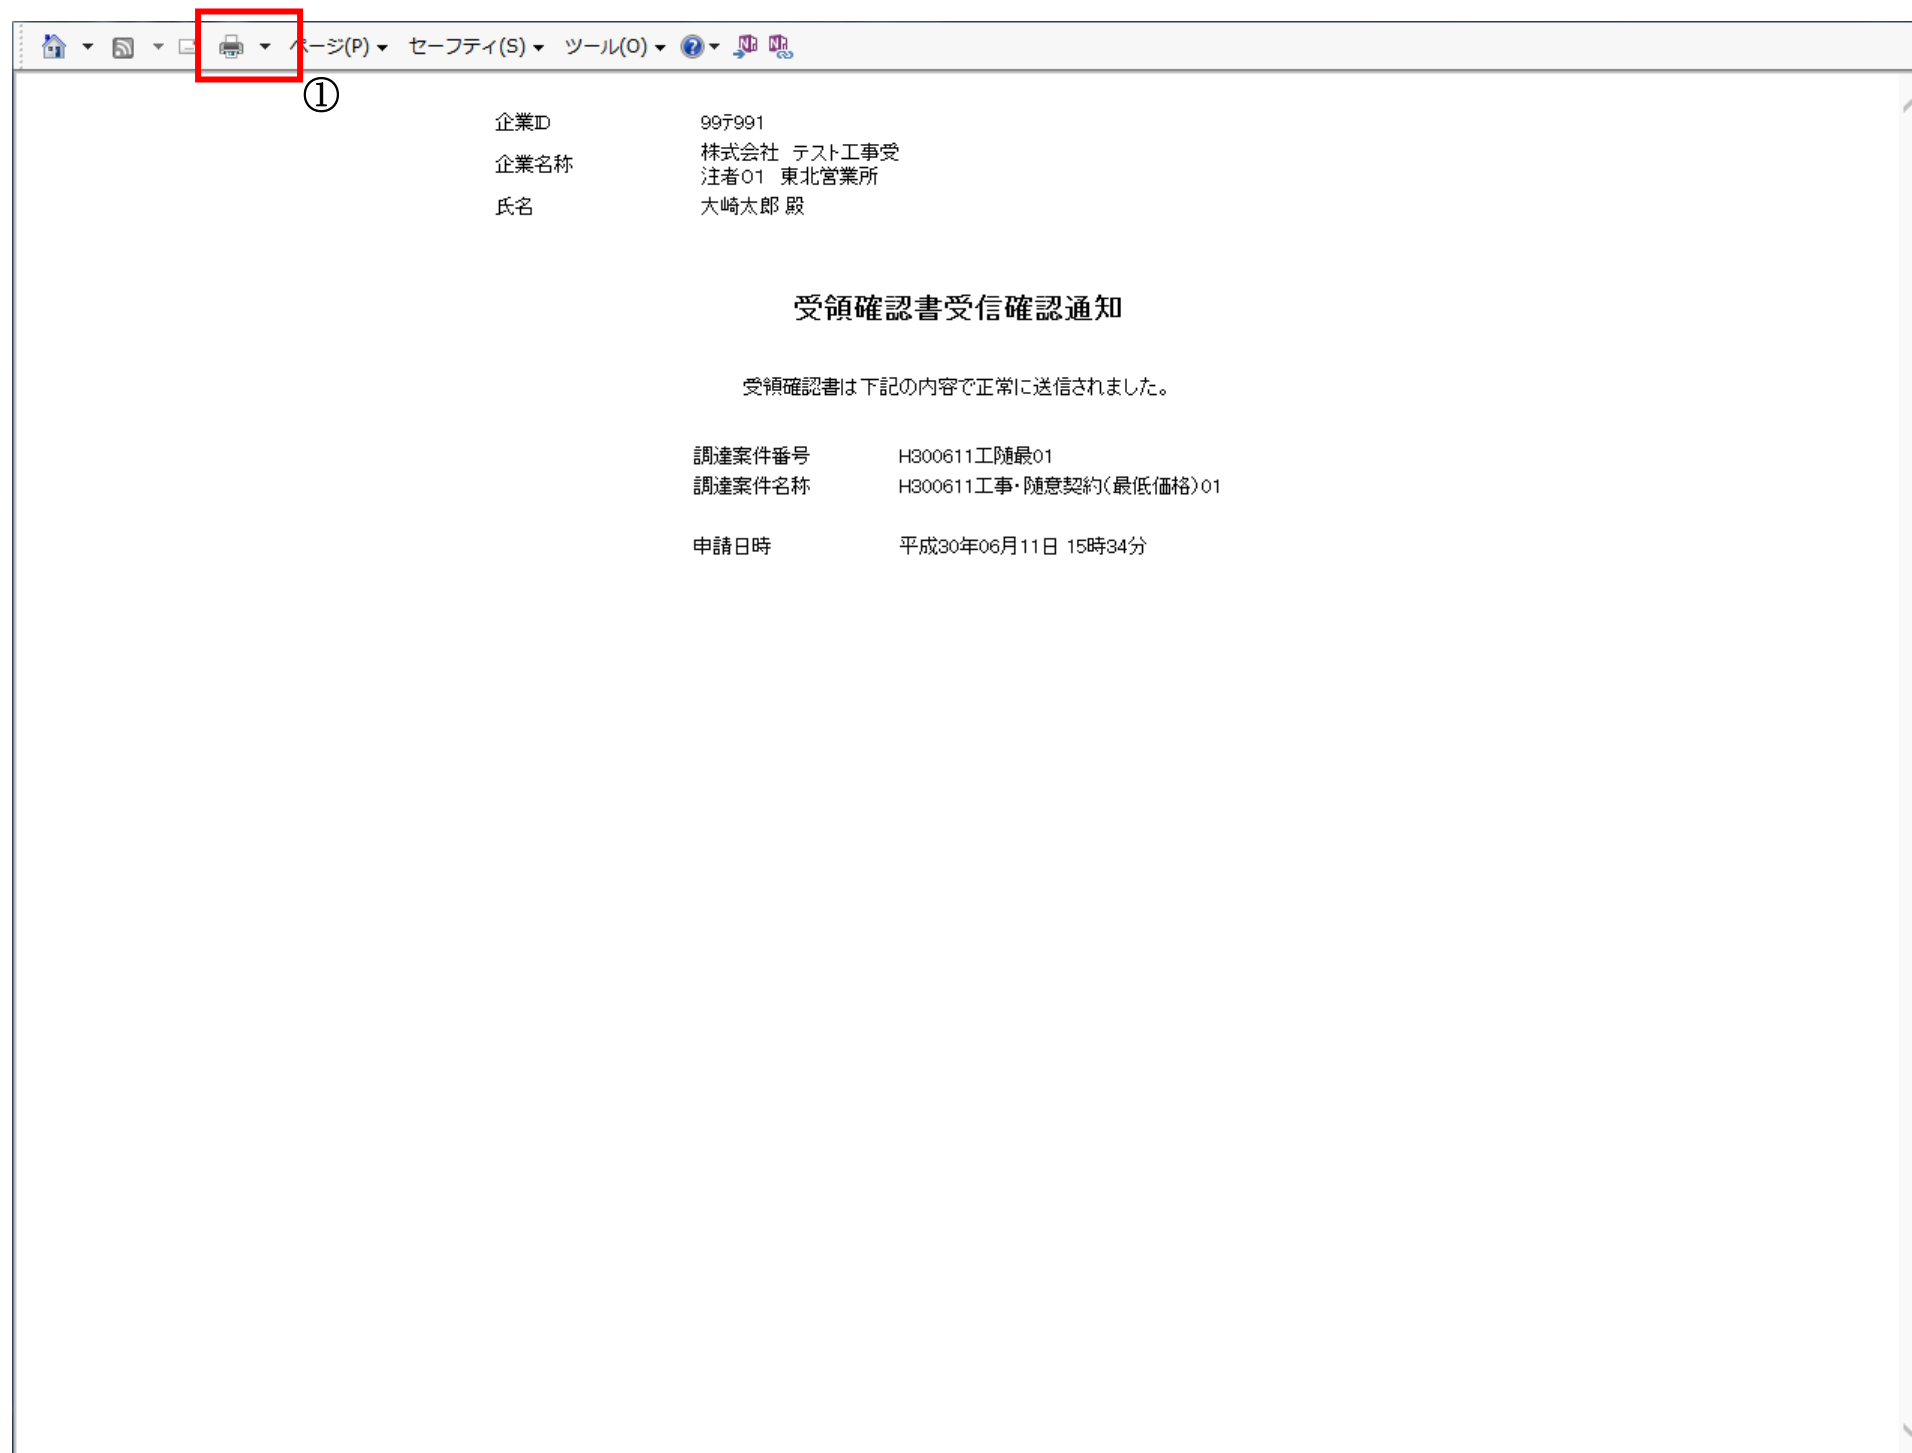 ページ(P) セーフティ(S) ツール(O)
①
企業ID 99ﾃ991
企業名称 株式会社　テスト工事受
注者01　東北営業所
氏名 大崎太郎 殿
受領確認書受信確認通知
受領確認書は下記の内容で正常に送信されました。
調達案件番号 H300611工随最01
調達案件名称 H300611工事・随意契約（最低価格）01
申請日時 平成30年06月11日 15時34分